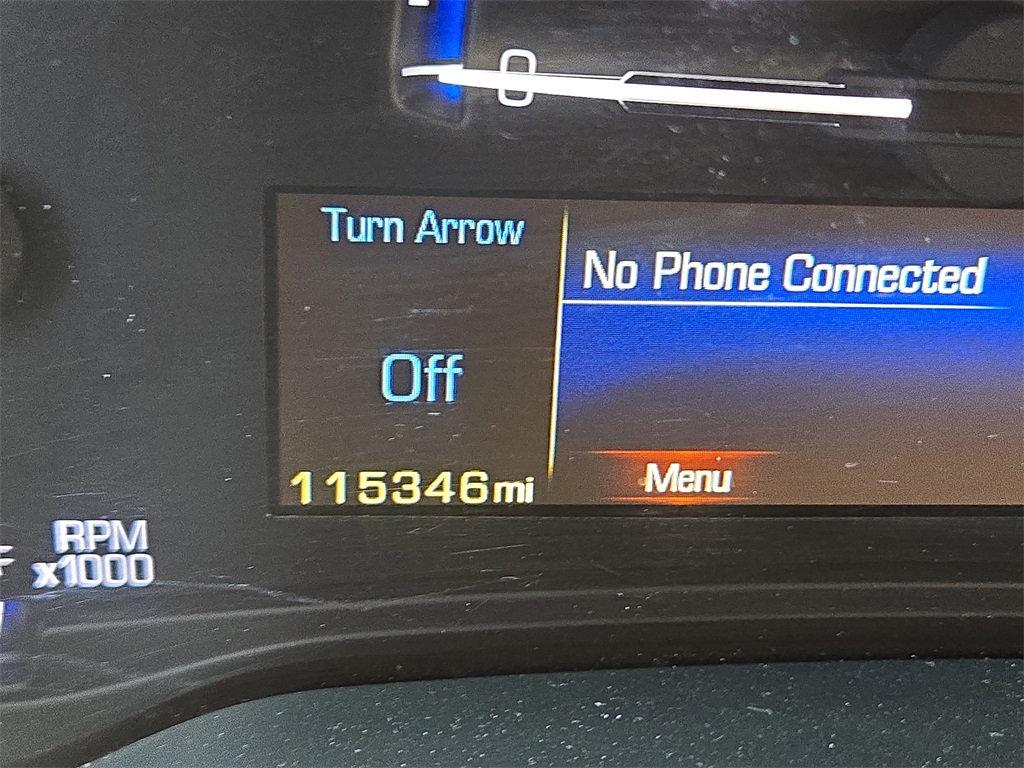 0
Turn Arrow
No Phone Connected
Off
Menu
115346mi
RPM
x1000